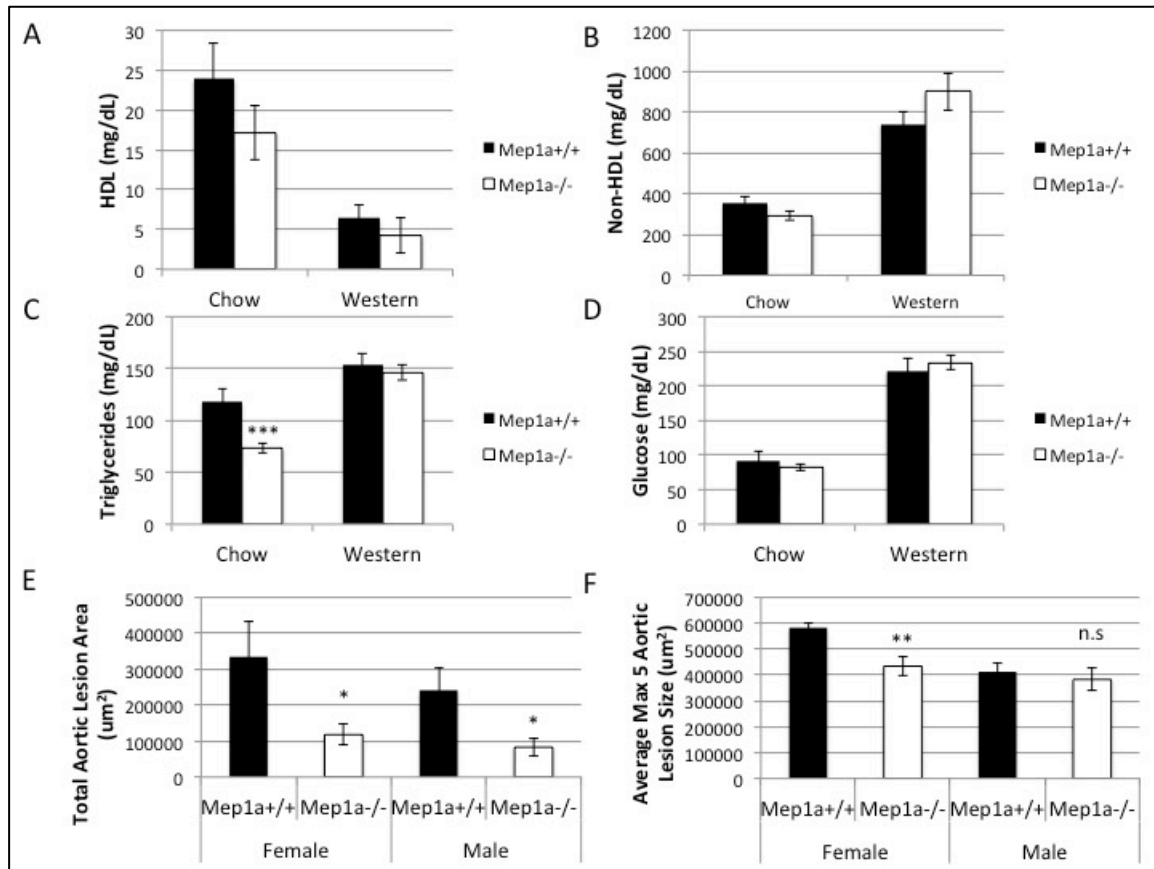 A
HDL (mg/dL)
30
25
20
15
10
5
0
Chow
Western
Mep1a+/+
Mep1a-/-
B
Non-HDL (mg/dL)
1200
1000
800
600
400
200
0
Chow
Western
Mep1a+/+
Mep1a-/-
C
Triglycerides (mg/dL)
200
150
100
50
0
***
Chow
Western
Mep1a+/+
Mep1a-/-
D
Glucose (mg/dL)
300
250
200
150
100
50
0
Chow
Western
Mep1a+/+
Mep1a-/-
E
Total Aortic Lesion Area
(um²)
500000
400000
300000
200000
100000
0
*
*
Mep1a+/+ Mep1a-/- Mep1a+/+ Mep1a-/-
Female
Male
F
Average Max 5 Aortic
Lesion Size (um²)
700000
600000
500000
400000
300000
200000
100000
0
**
n.s
Mep1a+/+ Mep1a-/- Mep1a+/+ Mep1a-/-
Female
Male